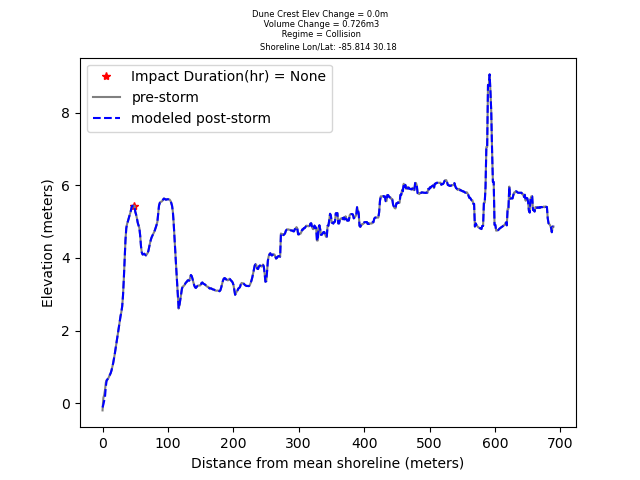 Dune Crest Elev Change = 0.0m
Volume Change = 0.726m3
Regime = Collision
Shoreline Lon/Lat: -85.814 30.18
Impact Duration(hr) = None
pre-storm
modeled post-storm
Elevation (meters)
8
6
4
2
0
0 100 200 300 400 500 600 700
Distance from mean shoreline (meters)